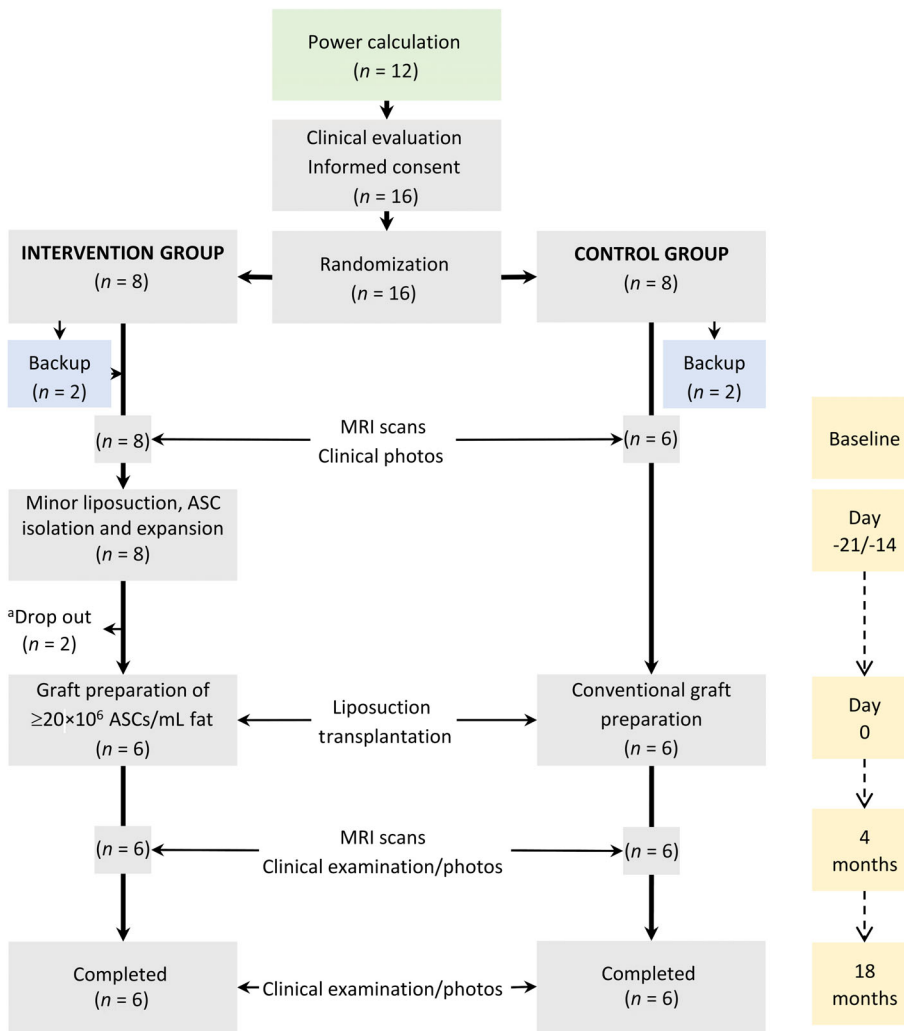 Power calculation
(n = 12)
Clinical evaluation
Informed consent
(n = 16)
INTERVENTION GROUP
(n = 8)
Randomization
(n = 16)
CONTROL GROUP
(n = 8)
Backup
(n = 2)
Backup
(n = 2)
(n = 8)
MRI scans
Clinical photos
(n = 6)
Baseline
Minor liposuction, ASC
isolation and expansion
(n = 8)
Day
-21/-14
ᵃDrop out
(n = 2)
Graft preparation of
≥20×10⁶ ASCs/mL fat
(n = 6)
Liposuction
transplantation
Conventional graft
preparation
(n = 6)
Day
0
(n = 6)
MRI scans
Clinical examination/photos
(n = 6)
4
months
Completed
(n = 6)
Clinical examination/photos
Completed
(n = 6)
18
months